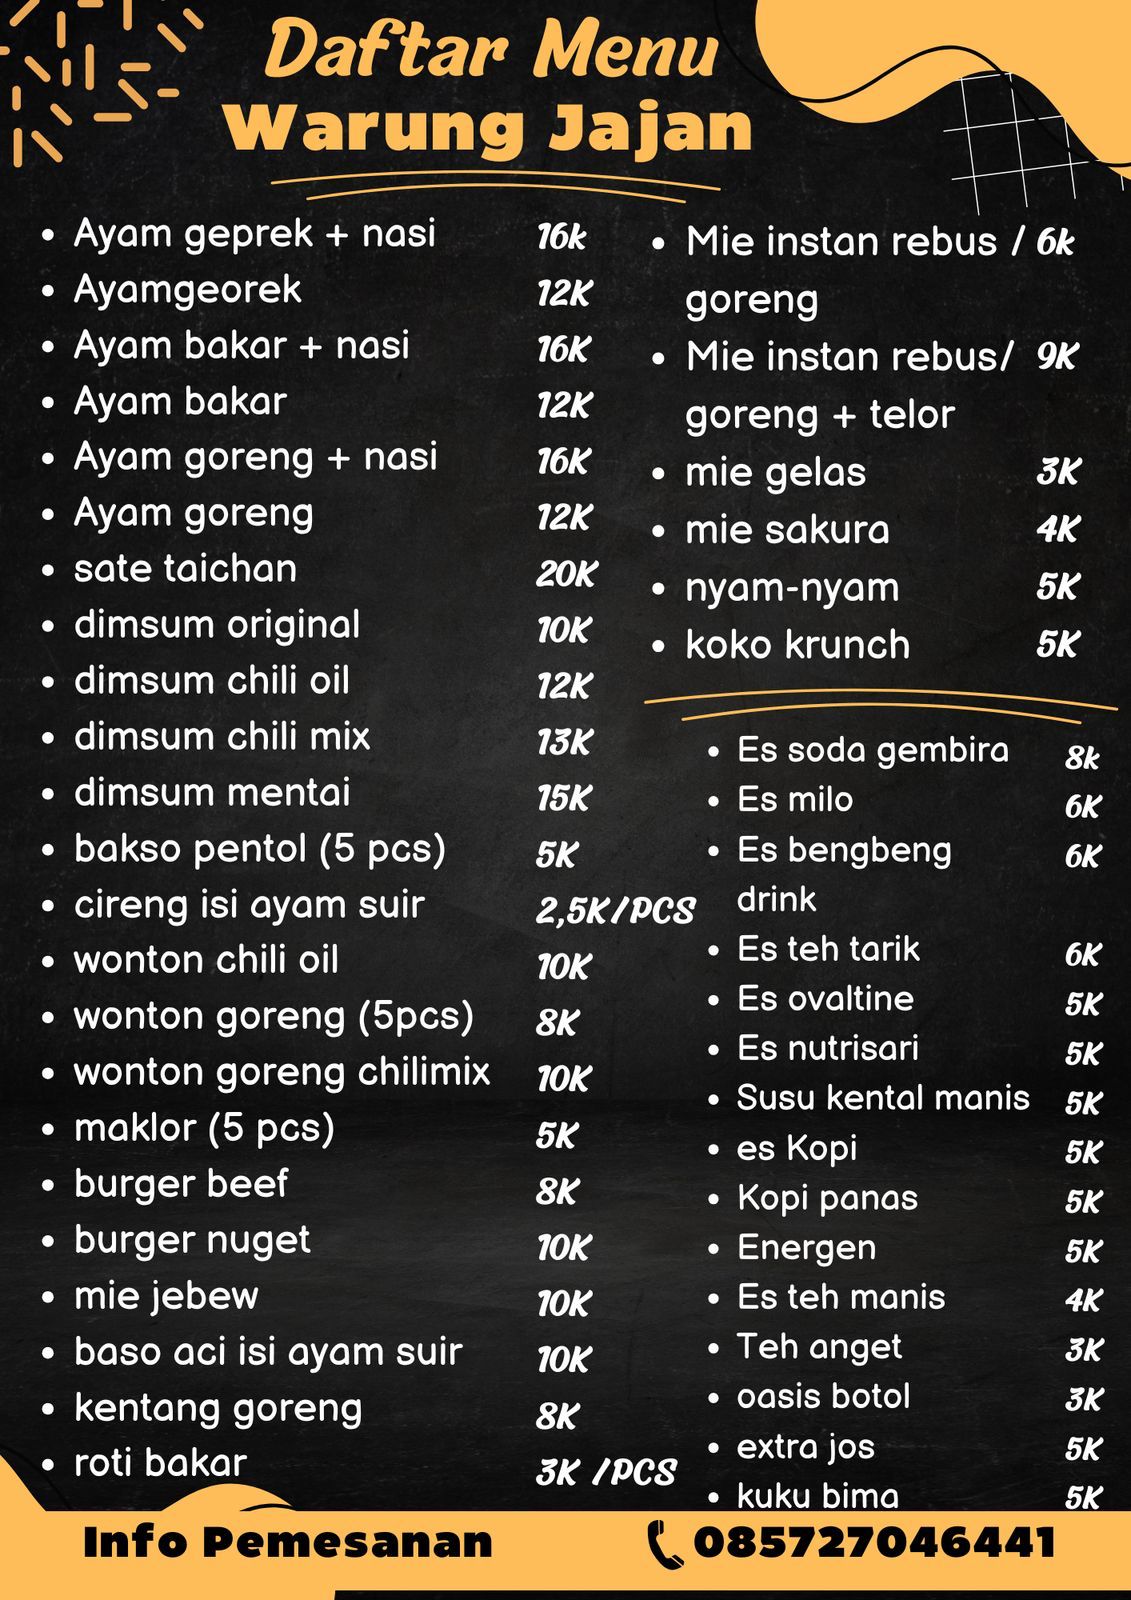 Daftar Menu
Warung Jajan
Ayam geprek + nasi 16k
Ayamgeorek 12K
Ayam bakar + nasi 16K
Ayam bakar 12K
Ayam goreng + nasi 16K
Ayam goreng 12K
sate taichan 20K
dimsum original 10K
dimsum chili oil 12K
dimsum chili mix 13K
dimsum mentai 15K
bakso pentol (5 pcs) 5K
cireng isi ayam suir 2,5K/PCS
wonton chili oil 10K
wonton goreng (5pcs) 8K
wonton goreng chilimix 10K
maklor (5 pcs) 5K
burger beef 8K
burger nuget 10K
mie jebew 10K
baso aci isi ayam suir 10K
kentang goreng 8K
roti bakar 3K /PCS
Mie instan rebus / 6k
goreng
Mie instan rebus/ 9K
goreng + telor
mie gelas 3K
mie sakura 4K
nyam-nyam 5K
koko krunch 5K
Es soda gembira 8k
Es milo 6K
Es bengbeng 6K
drink
Es teh tarik 6K
Es ovaltine 5K
Es nutrisari 5K
Susu kental manis 5K
es Kopi 5K
Kopi panas 5K
Energen 5K
Es teh manis 4K
Teh anget 3K
oasis botol 3K
extra jos 5K
kuku bima 5K
Info Pemesanan 085727046441